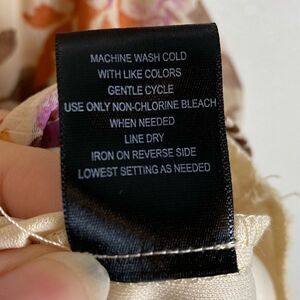 MACHINE WASH COLD
WITH LIKE COLORS
GENTLE CYCLE
USE ONLY NON-CHLORINE BLEACH
WHEN NEEDED
LINE DRY
IRON ON REVERSE SIDE
LOWEST SETTING AS NEEDED